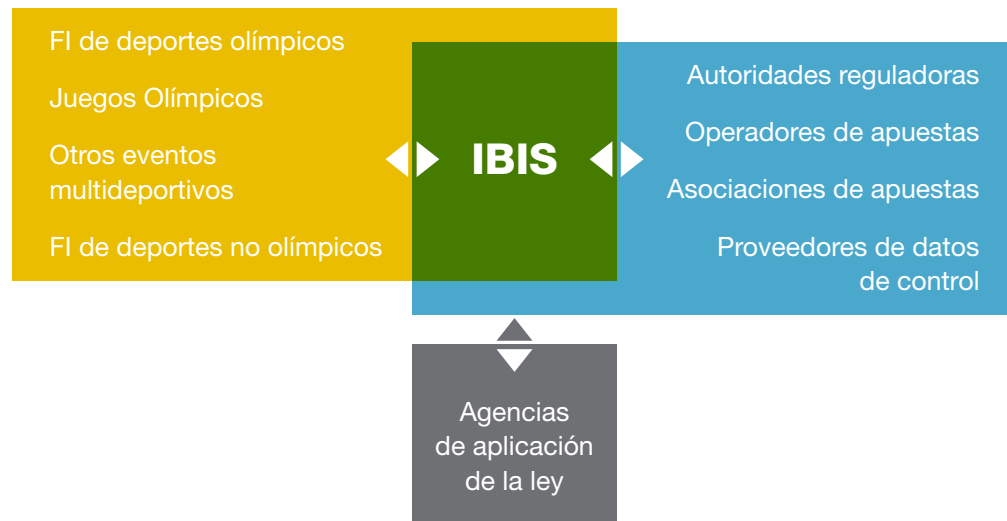 FI de deportes olímpicos
Juegos Olímpicos
Otros eventos
multideportivos
FI de deportes no olímpicos
IBIS
Autoridades reguladoras
Operadores de apuestas
Asociaciones de apuestas
Proveedores de datos
de control
Agencias
de aplicación
de la ley